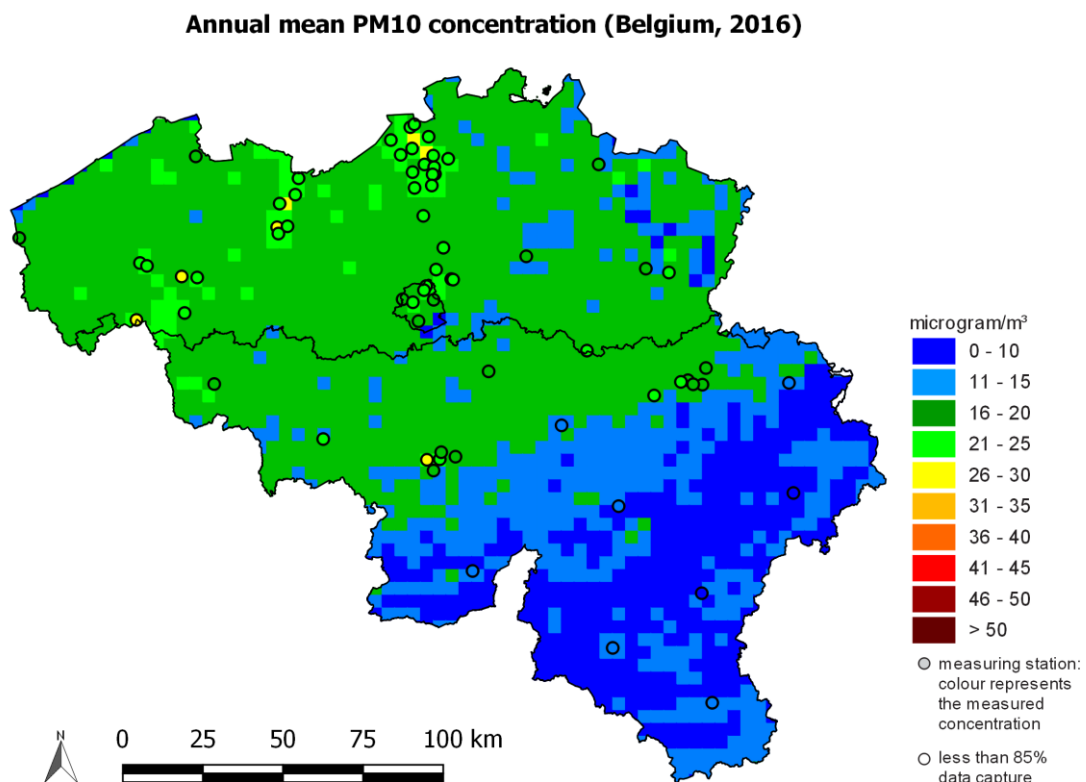 Annual mean PM10 concentration (Belgium, 2016)
microgram/m³
0 - 10
11 - 15
16 - 20
21 - 25
26 - 30
31 - 35
36 - 40
41 - 45
46 - 50
> 50
measuring station:
colour represents
the measured
concentration
less than 85%
data capture
N
0 25 50 75 100 km